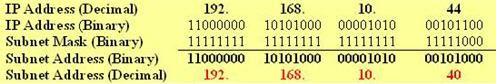 IP Address (Decimal) 192. 168. 10. 44
IP Address (Binary) 11000000 10101000 00001010 00101100
Subnet Mask (Binary) 11111111 11111111 11111111 11111000
Subnet Address (Binary) 11000000 10101000 00001010 00101000
Subnet Address (Decimal) 192. 168. 10. 40